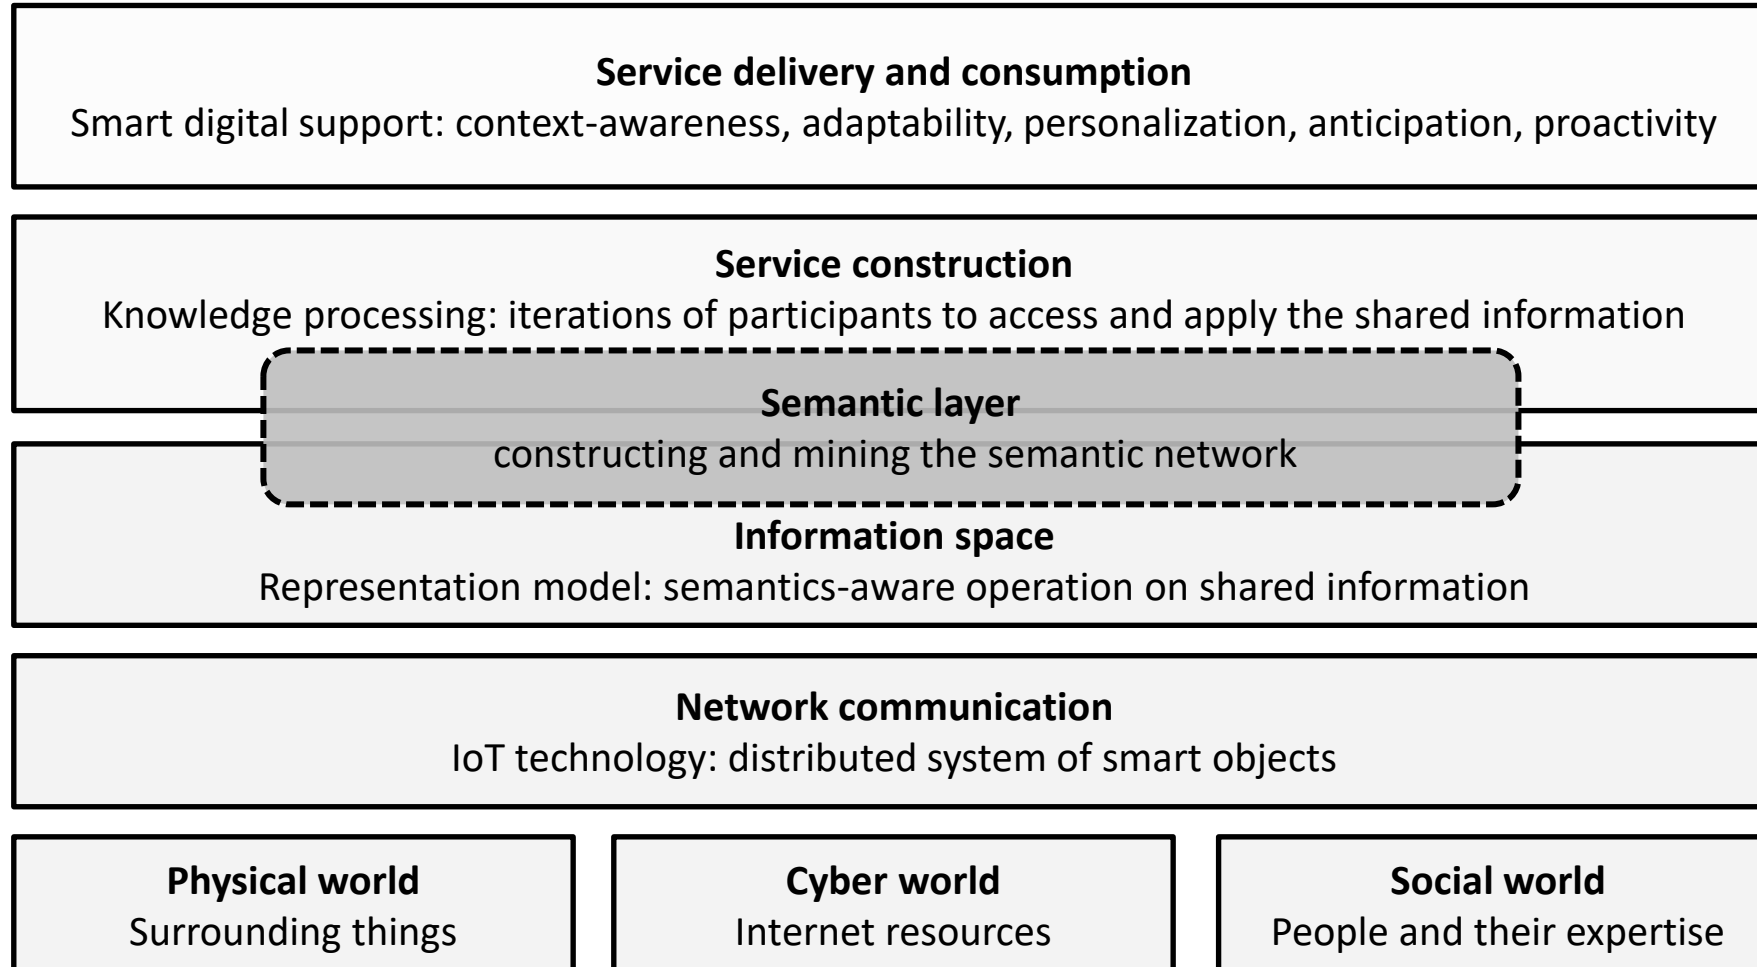 Service delivery and consumption
Smart digital support: context-awareness, adaptability, personalization, anticipation, proactivity
Service construction
Knowledge processing: iterations of participants to access and apply the shared information
Semantic layer
constructing and mining the semantic network
Information space
Representation model: semantics-aware operation on shared information
Network communication
IoT technology: distributed system of smart objects
Physical world
Surrounding things
Cyber world
Internet resources
Social world
People and their expertise